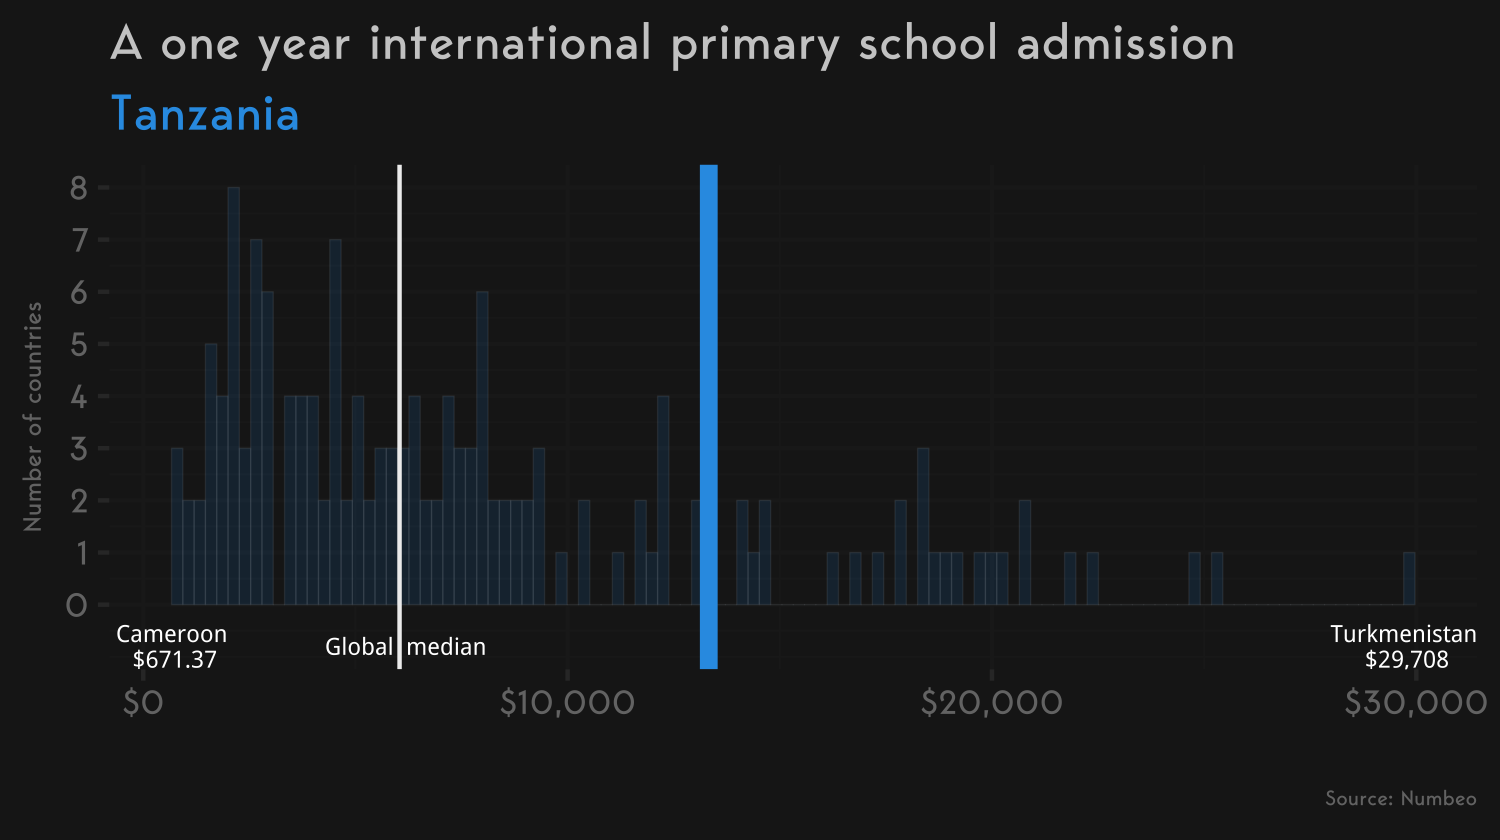 A one year international primary school admission
Tanzania
Number of countries
8
7
6
5
4
3
2
1
0
Cameroon
$671.37
Global median
Turkmenistan
$29,708
$0 $10,000 $20,000 $30,000
Source: Numbeo